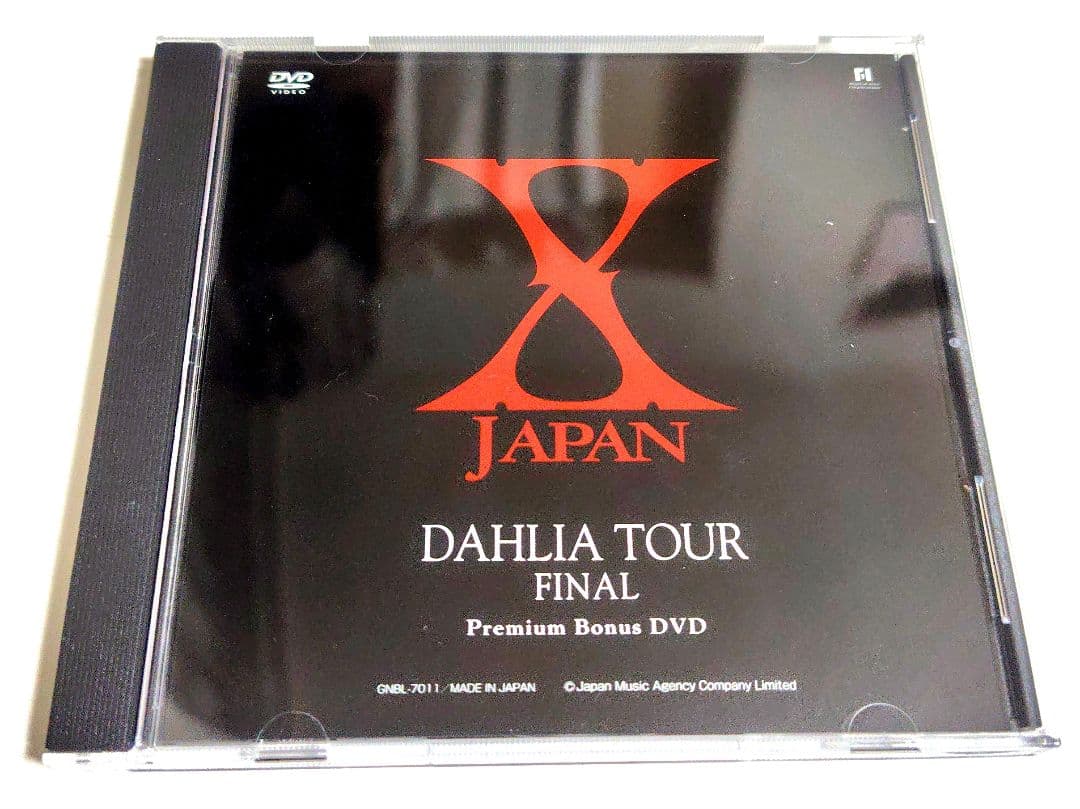 DVD
VIDEO
X
JAPAN
DAHLIA TOUR
FINAL
Premium Bonus DVD
GNBL-7011/MADE IN JAPAN ©Japan Music Agency Company Limited